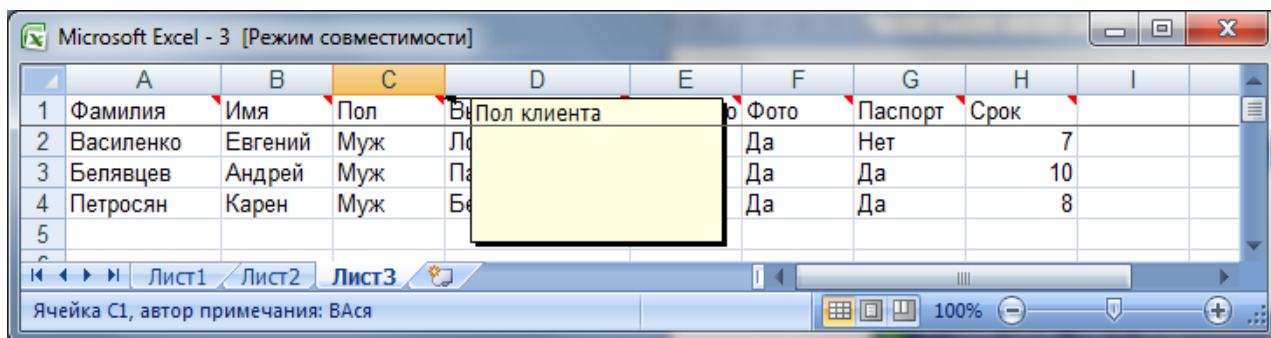 Microsoft Excel - 3 [Режим совместимости]
A B C D E F G H I
1 Фамилия Имя Пол Фото Паспорт Срок
Пол клиента
2 Василенко Евгений Муж Да Нет 7
3 Белявцев Андрей Муж Да Да 10
4 Петросян Карен Муж Да Да 8
5
Лист1 Лист2 Лист3
Ячейка C1, автор примечания: ВАся 100%